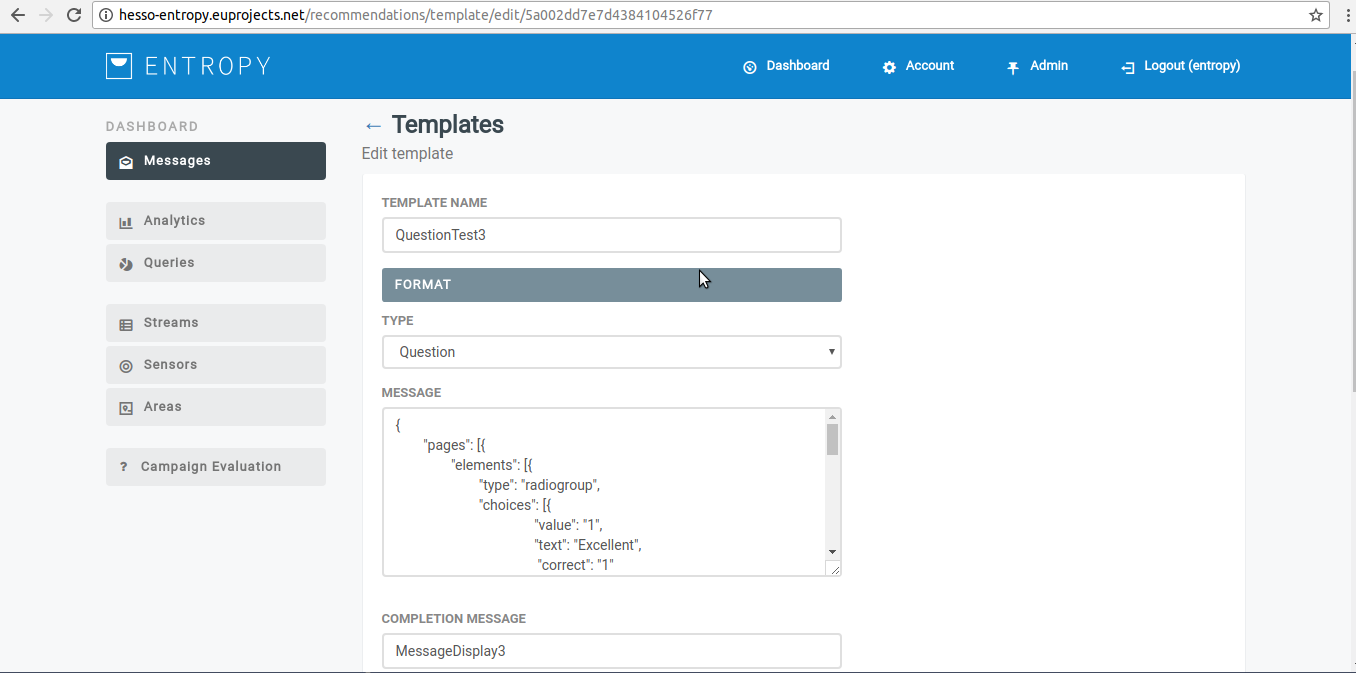 hesso-entropy.euprojects.net/recommendations/template/edit/5a002dd7e7d4384104526f77
ENTROPY
Dashboard
Account
Admin
Logout (entropy)
DASHBOARD
Messages
Analytics
Queries
Streams
Sensors
Areas
? Campaign Evaluation
← Templates
Edit template
TEMPLATE NAME
QuestionTest3
FORMAT
TYPE
Question
MESSAGE
{
"pages": [{
"elements": [{
"type": "radiogroup",
"choices": [{
"value": "1",
"text": "Excellent",
"correct": "1"
COMPLETION MESSAGE
MessageDisplay3